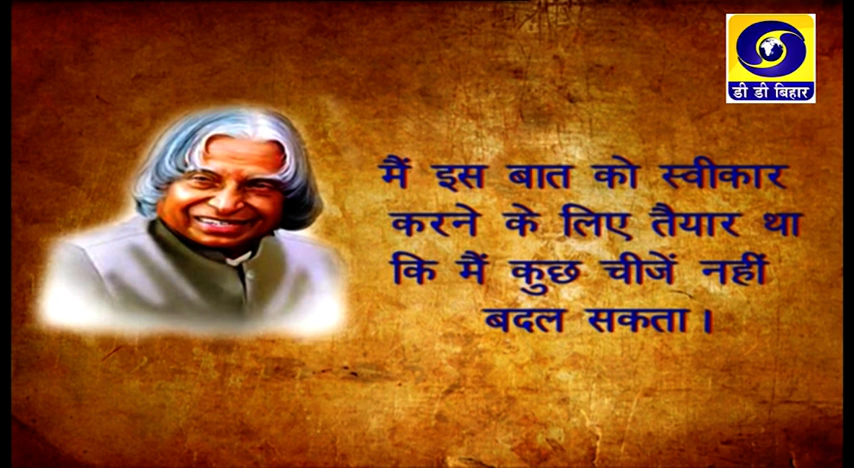 डी डी बिहार
मैं इस बात को स्वीकार
करने के लिए तैयार था
कि मैं कुछ चीजें नहीं
बदल सकता।